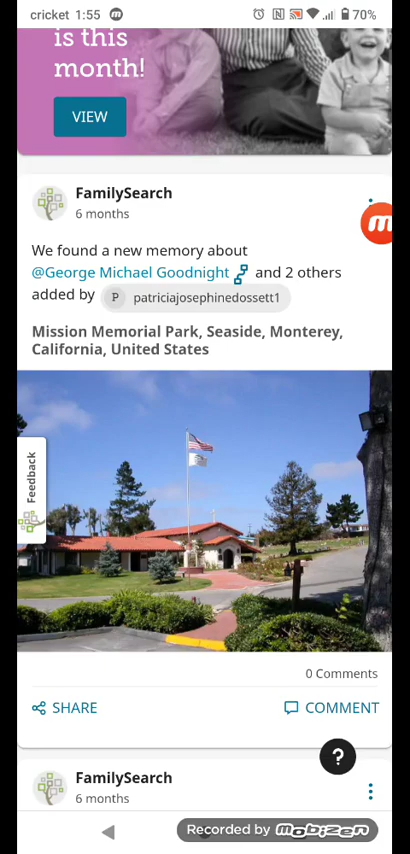 cricket 1:55
70%
is this
month!
VIEW
FamilySearch
6 months
We found a new memory about
@George Michael Goodnight and 2 others
added by P patriciajosephinedossett1
Mission Memorial Park, Seaside, Monterey,
California, United States
Feedback
0 Comments
SHARE COMMENT
?
FamilySearch
6 months
Recorded by mobizen